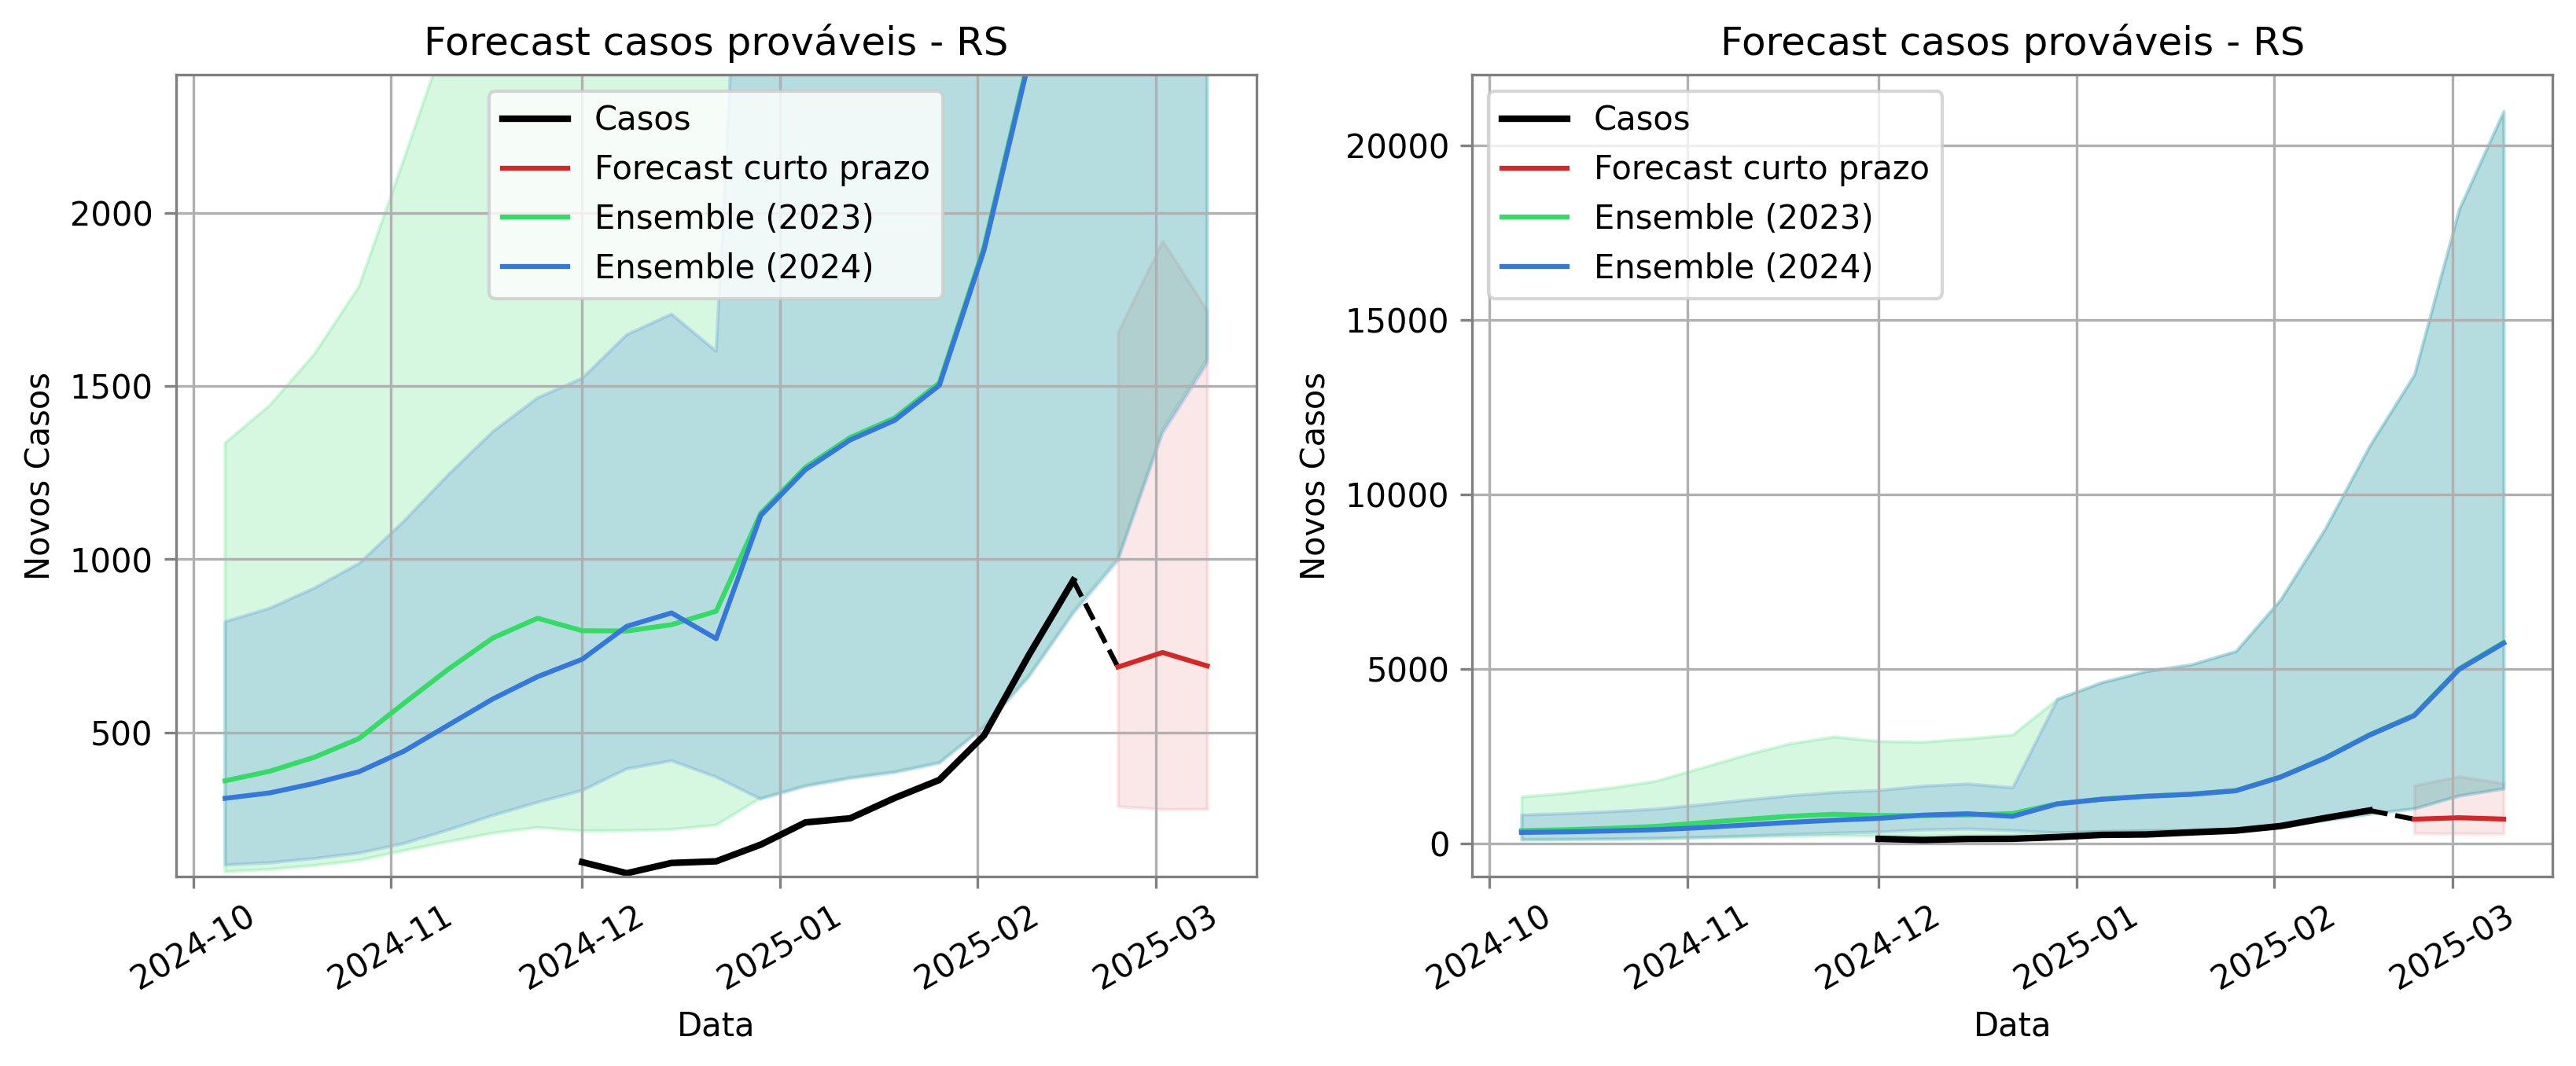 Forecast casos prováveis - RS
Casos
Forecast curto prazo
Ensemble (2023)
Ensemble (2024)
2000
1500
1000
500
Novos Casos
2024-10
2024-11
2024-12
2025-01
2025-02
2025-03
Data
Forecast casos prováveis - RS
Casos
Forecast curto prazo
Ensemble (2023)
Ensemble (2024)
20000
15000
10000
5000
0
Novos Casos
2024-10
2024-11
2024-12
2025-01
2025-02
2025-03
Data